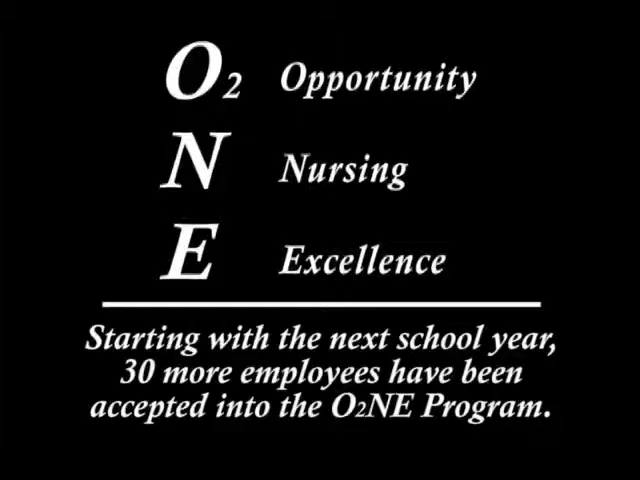 O2 Opportunity
N Nursing
E Excellence
Starting with the next school year,
30 more employees have been
accepted into the O2NE Program.